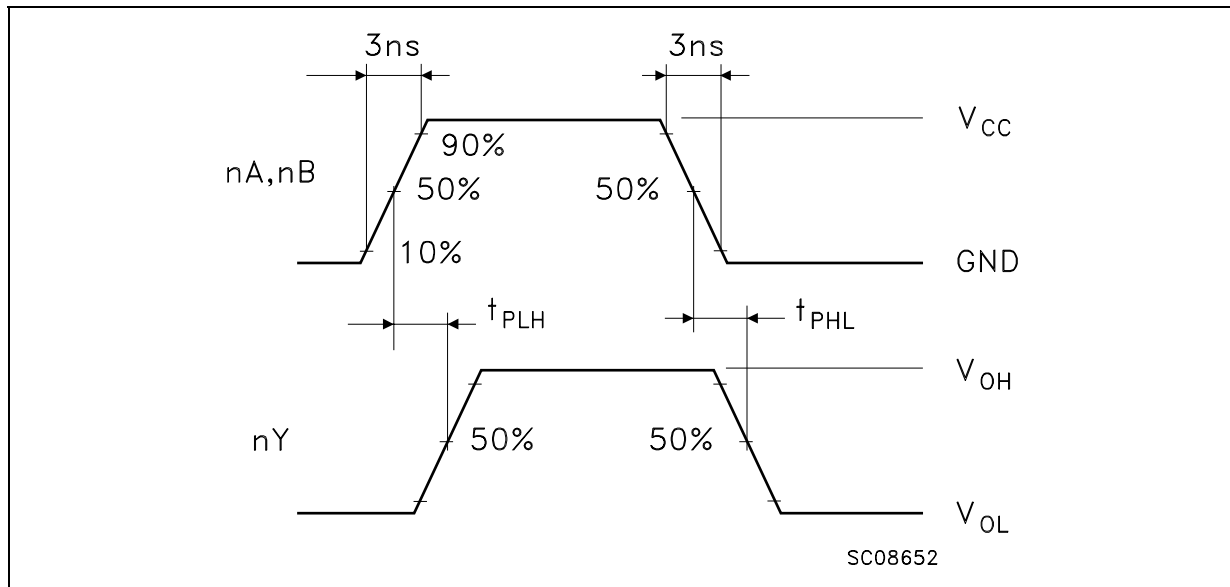 3ns
3ns
V_CC
90%
nA,nB
50%
50%
10%
GND
t_PLH
t_PHL
V_OH
nY
50%
50%
V_OL
SC08652